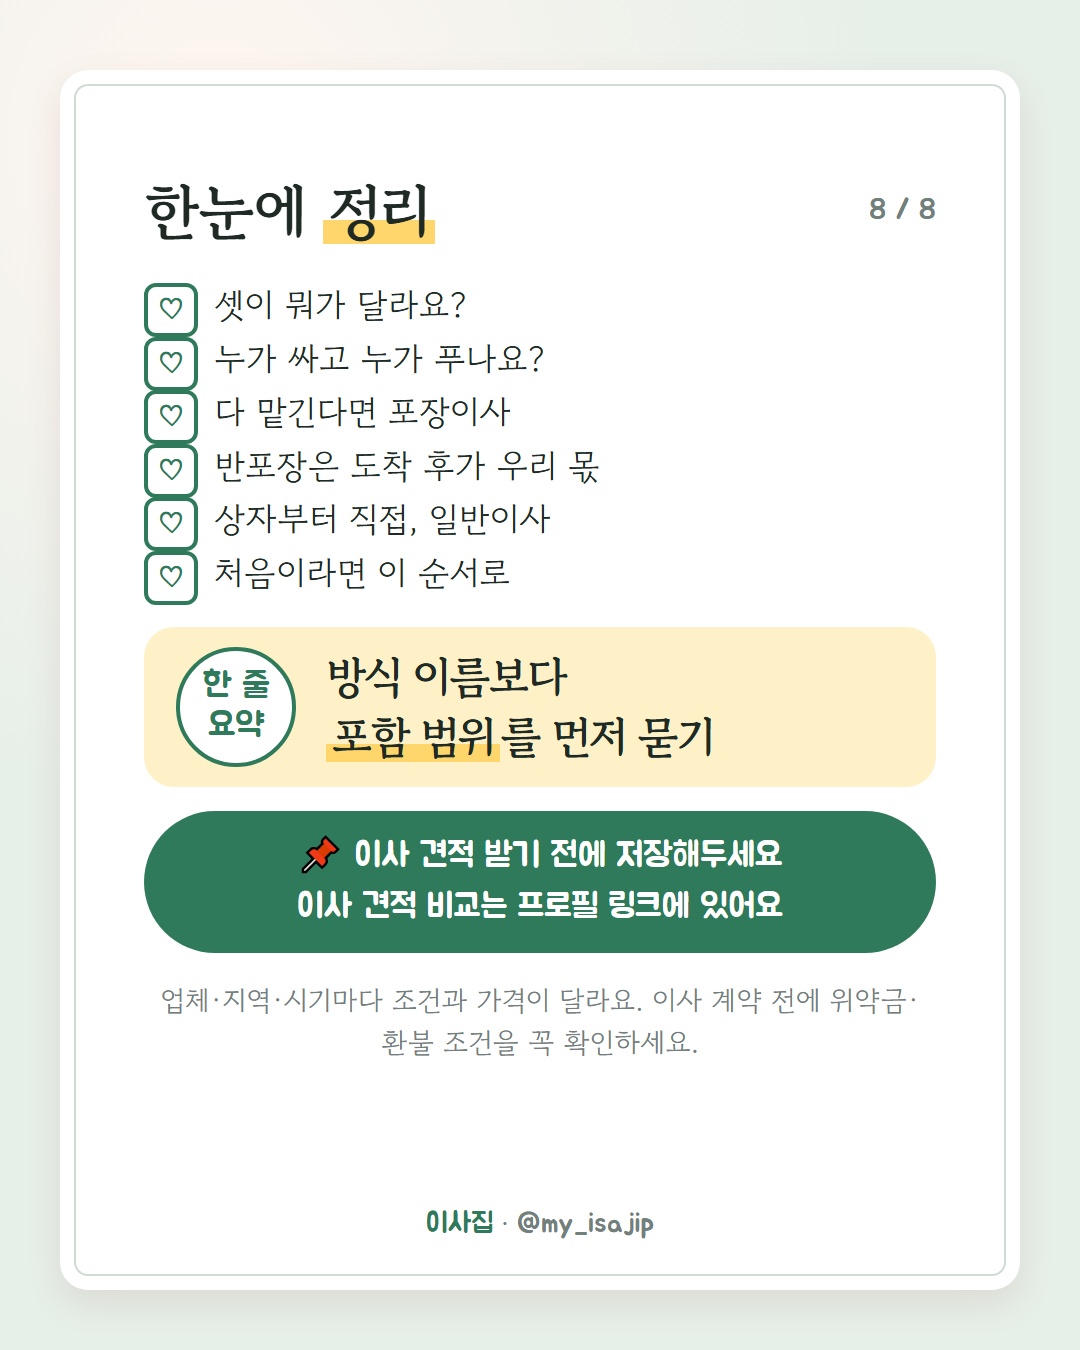 한눈에 정리
8 / 8
셋이 뭐가 달라요?
누가 싸고 누가 푸나요?
다 맡긴다면 포장이사
반포장은 도착 후가 우리 몫
상자부터 직접, 일반이사
처음이라면 이 순서로
한 줄
요약
방식 이름보다
포함 범위를 먼저 묻기
📌 이사 견적 받기 전에 저장해두세요
이사 견적 비교는 프로필 링크에 있어요
업체·지역·시기마다 조건과 가격이 달라요. 이사 계약 전에 위약금·
환불 조건을 꼭 확인하세요.
이사집 · @my_isajip